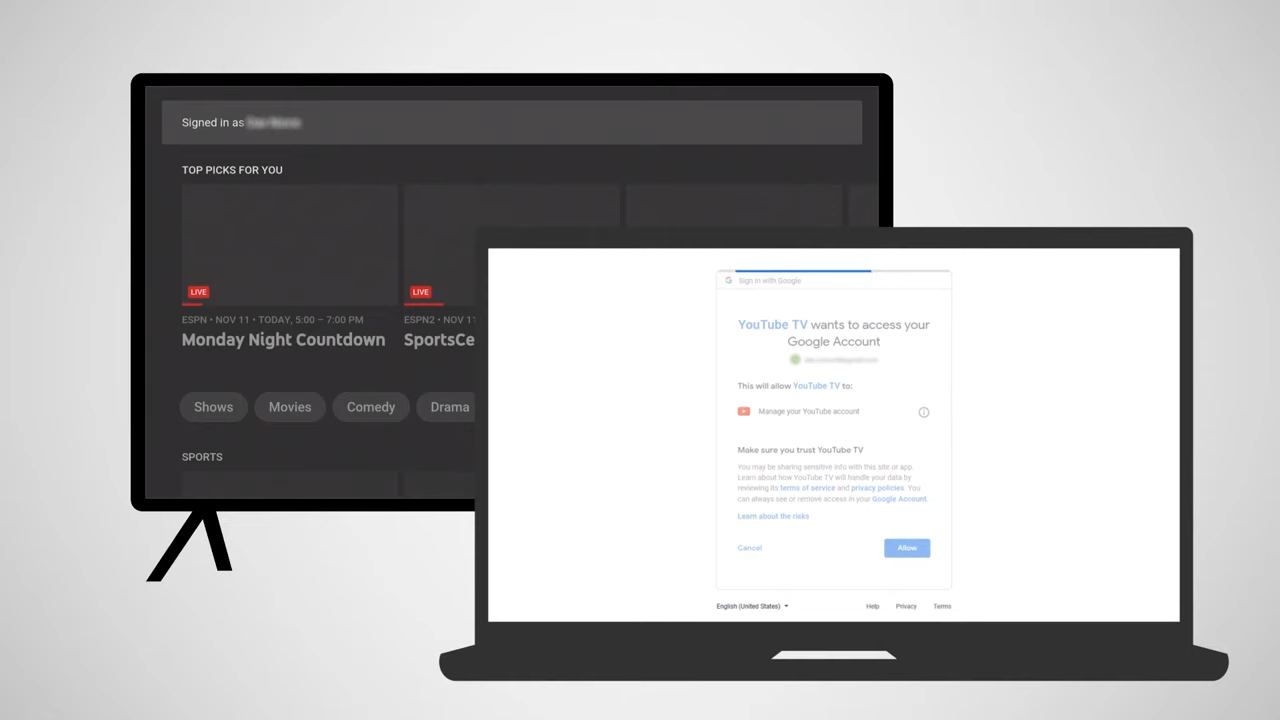 Signed in as
TOP PICKS FOR YOU
LIVE
LIVE
ESPN • NOV 11 • TODAY, 5:00 – 7:00 PM
ESPN2 • NOV 11
Monday Night Countdown
SportsCe
Shows
Movies
Comedy
Drama
SPORTS
G Sign in with Google
YouTube TV wants to access your
Google Account
This will allow YouTube TV to:
Manage your YouTube account
Make sure you trust YouTube TV
You may be sharing sensitive info with this site or app.
Learn about how YouTube TV will handle your data by
reviewing its terms of service and privacy policies. You
can always see or remove access in your Google Account.
Learn about the risks
Cancel
Allow
English (United States)
Help
Privacy
Terms